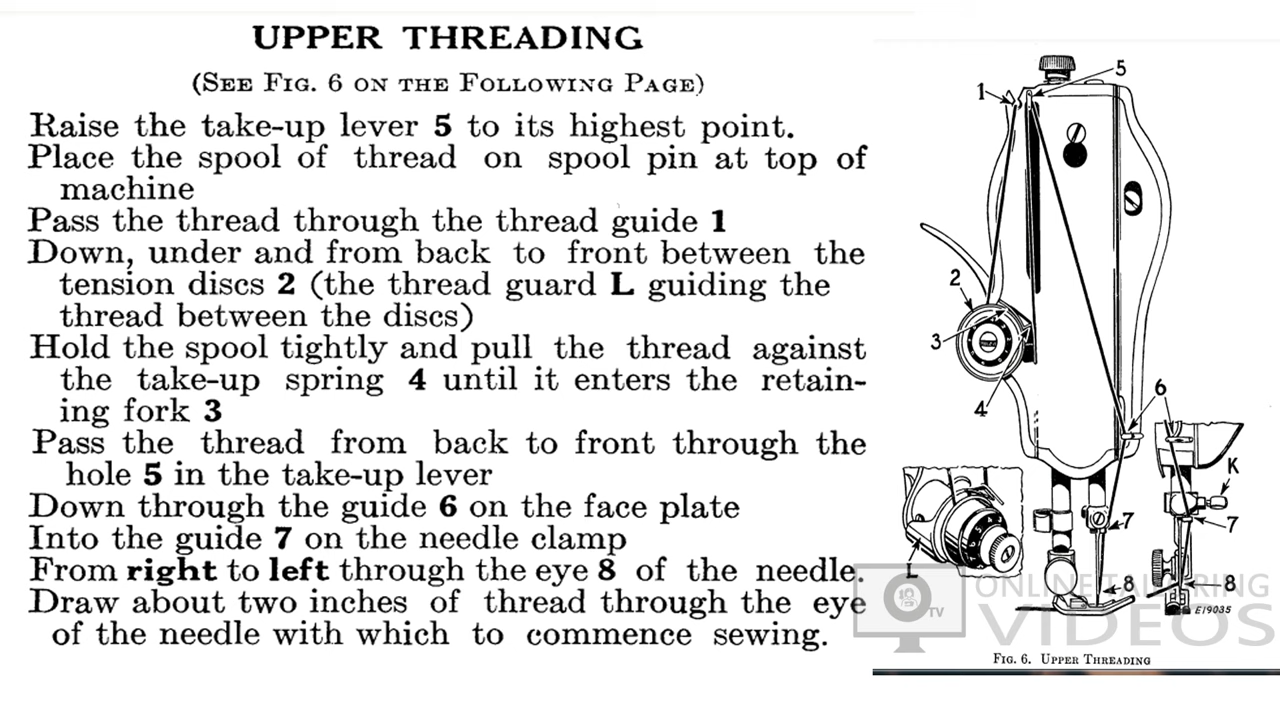 UPPER THREADING
(SEE FIG. 6 ON THE FOLLOWING PAGE)
Raise the take-up lever 5 to its highest point.
Place the spool of thread on spool pin at top of
machine
Pass the thread through the thread guide 1
Down, under and from back to front between the
tension discs 2 (the thread guard L guiding the
thread between the discs)
Hold the spool tightly and pull the thread against
the take-up spring 4 until it enters the retain-
ing fork 3
Pass the thread from back to front through the
hole 5 in the take-up lever
Down through the guide 6 on the face plate
Into the guide 7 on the needle clamp
From right to left through the eye 8 of the needle.
Draw about two inches of thread through the eye
of the needle with which to commence sewing.
1
5
2
3
4
6
K
7
7
L
8
8
E19035
TV
ONLINE TAILORING
VIDEOS
FIG. 6. UPPER THREADING